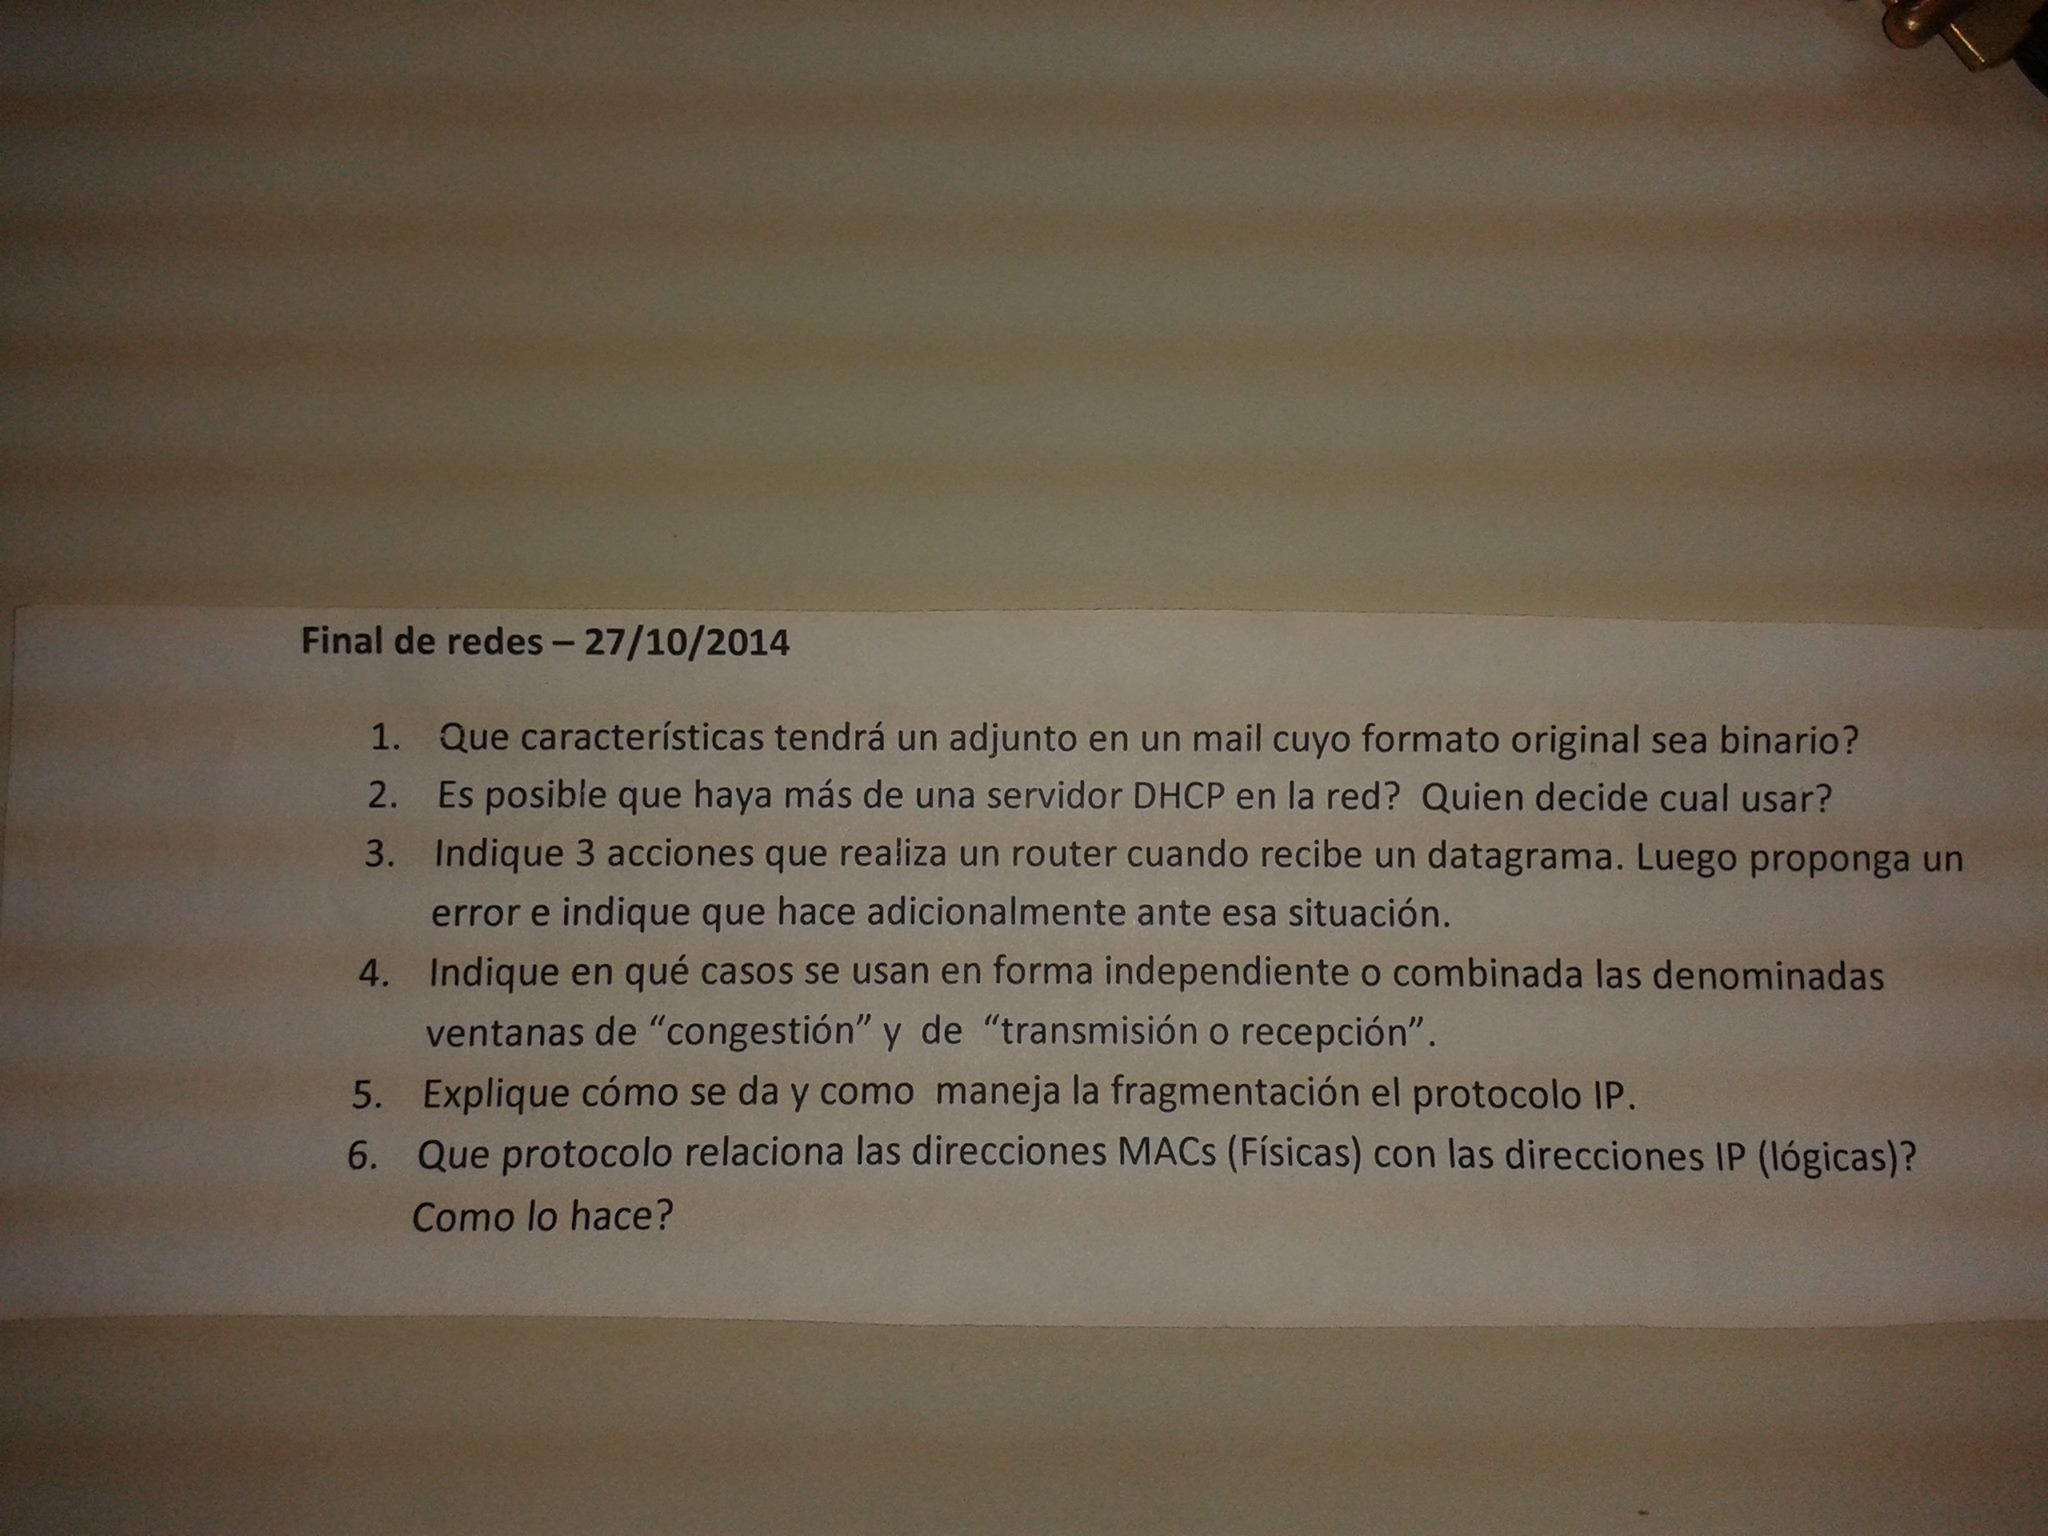 Final de redes – 27/10/2014
1. Que características tendrá un adjunto en un mail cuyo formato original sea binario?
2. Es posible que haya más de una servidor DHCP en la red? Quien decide cual usar?
3. Indique 3 acciones que realiza un router cuando recibe un datagrama. Luego proponga un
error e indique que hace adicionalmente ante esa situación.
4. Indique en qué casos se usan en forma independiente o combinada las denominadas
ventanas de “congestión” y de “transmisión o recepción”.
5. Explique cómo se da y como maneja la fragmentación el protocolo IP.
6. Que protocolo relaciona las direcciones MACs (Físicas) con las direcciones IP (lógicas)?
Como lo hace?